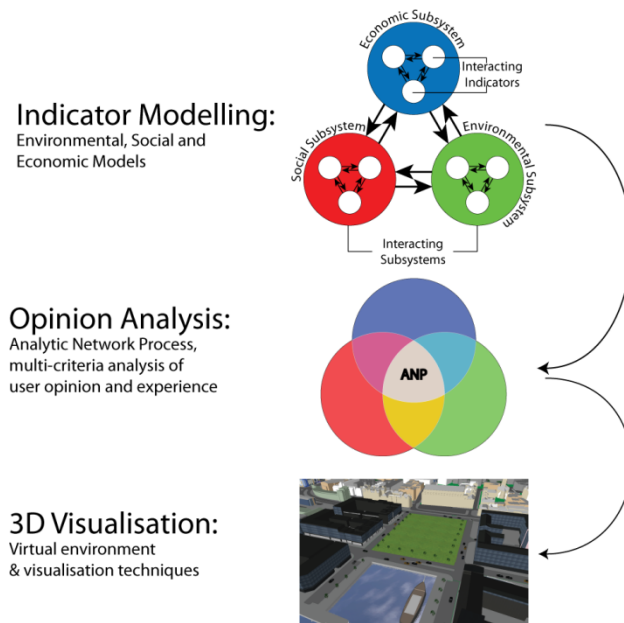 Economic Subsystem
Interacting
Indicators
Indicator Modelling:
Environmental, Social and
Economic Models
Social Subsystem
Environmental Subsystem
Interacting
Subsystems
Opinion Analysis:
Analytic Network Process,
multi-criteria analysis of
user opinion and experience
ANP
3D Visualisation:
Virtual environment
& visualisation techniques